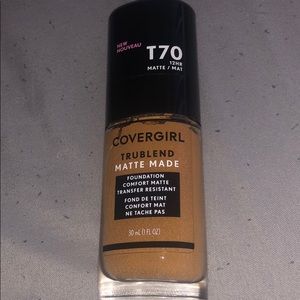 NEW
NOUVEAU
T70
12HR
MATTE / MAT
COVERGIRL
TRUBLEND
MATTE MADE
FOUNDATION
COMFORT MATTE
TRANSFER RESISTANT
FOND DE TEINT
CONFORT MAT
NE TACHE PAS
30 mL (1 FL OZ)